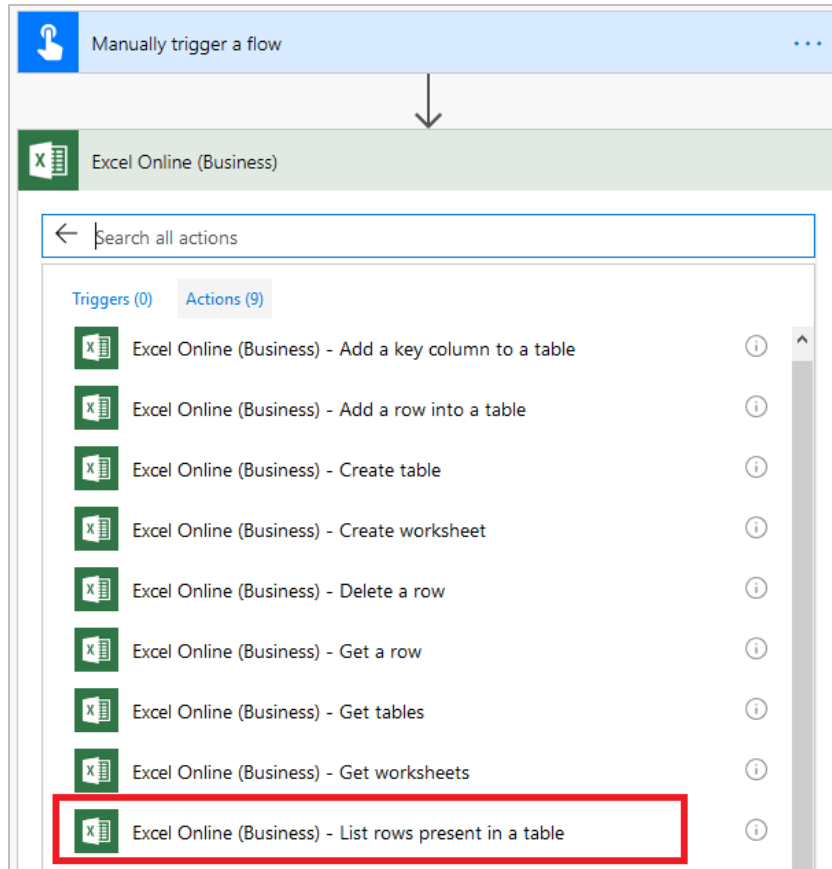 Manually trigger a flow
Excel Online (Business)
Search all actions
Triggers (0) Actions (9)
Excel Online (Business) - Add a key column to a table
Excel Online (Business) - Add a row into a table
Excel Online (Business) - Create table
Excel Online (Business) - Create worksheet
Excel Online (Business) - Delete a row
Excel Online (Business) - Get a row
Excel Online (Business) - Get tables
Excel Online (Business) - Get worksheets
Excel Online (Business) - List rows present in a table